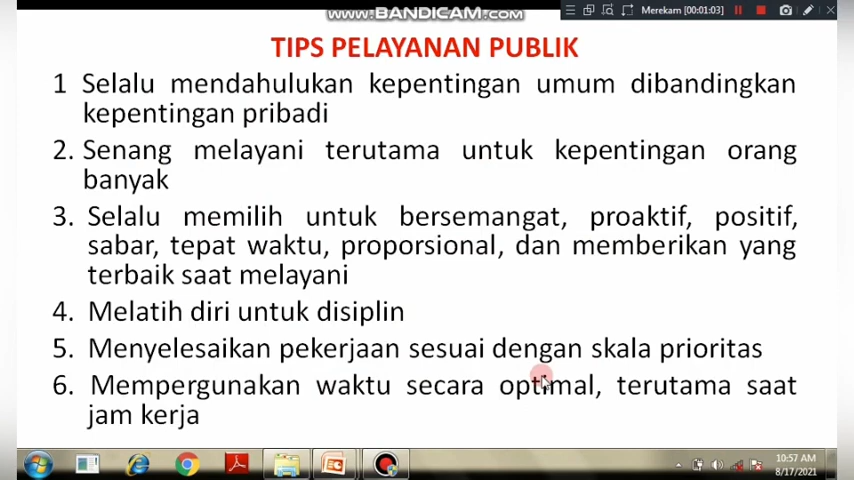 www.BANDICAM.com
Merekam [00:01:03]
TIPS PELAYANAN PUBLIK
1 Selalu mendahulukan kepentingan umum dibandingkan
kepentingan pribadi
2. Senang melayani terutama untuk kepentingan orang
banyak
3. Selalu memilih untuk bersemangat, proaktif, positif,
sabar, tepat waktu, proporsional, dan memberikan yang
terbaik saat melayani
4. Melatih diri untuk disiplin
5. Menyelesaikan pekerjaan sesuai dengan skala prioritas
6. Mempergunakan waktu secara optimal, terutama saat
jam kerja
10:57 AM
8/17/2021